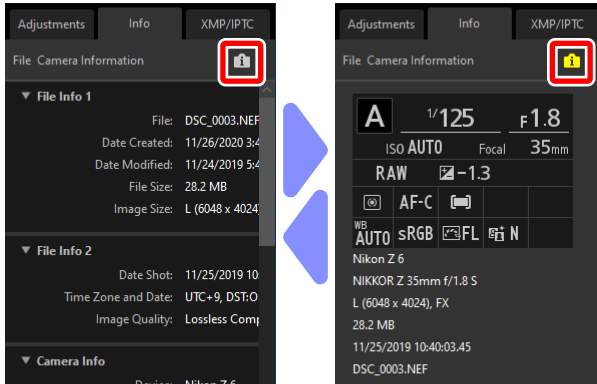 Adjustments Info XMP/IPTC
File Camera Information
File Info 1
File: DSC_0003.NEF
Date Created: 11/26/2020 3:4
Date Modified: 11/24/2019 5:4
File Size: 28.2 MB
Image Size: L (6048 x 4024)
File Info 2
Date Shot: 11/25/2019 10:
Time Zone and Date: UTC+9, DST:O
Image Quality: Lossless Comp
Camera Info
Device: Nikon Z 6
Adjustments Info XMP/IPTC
File Camera Information
A 1/125 F1.8
ISO AUTO Focal 35mm
RAW -1.3
AF-C
WB AUTO sRGB FL N
Nikon Z 6
NIKKOR Z 35mm f/1.8 S
L (6048 x 4024), FX
28.2 MB
11/25/2019 10:40:03.45
DSC_0003.NEF